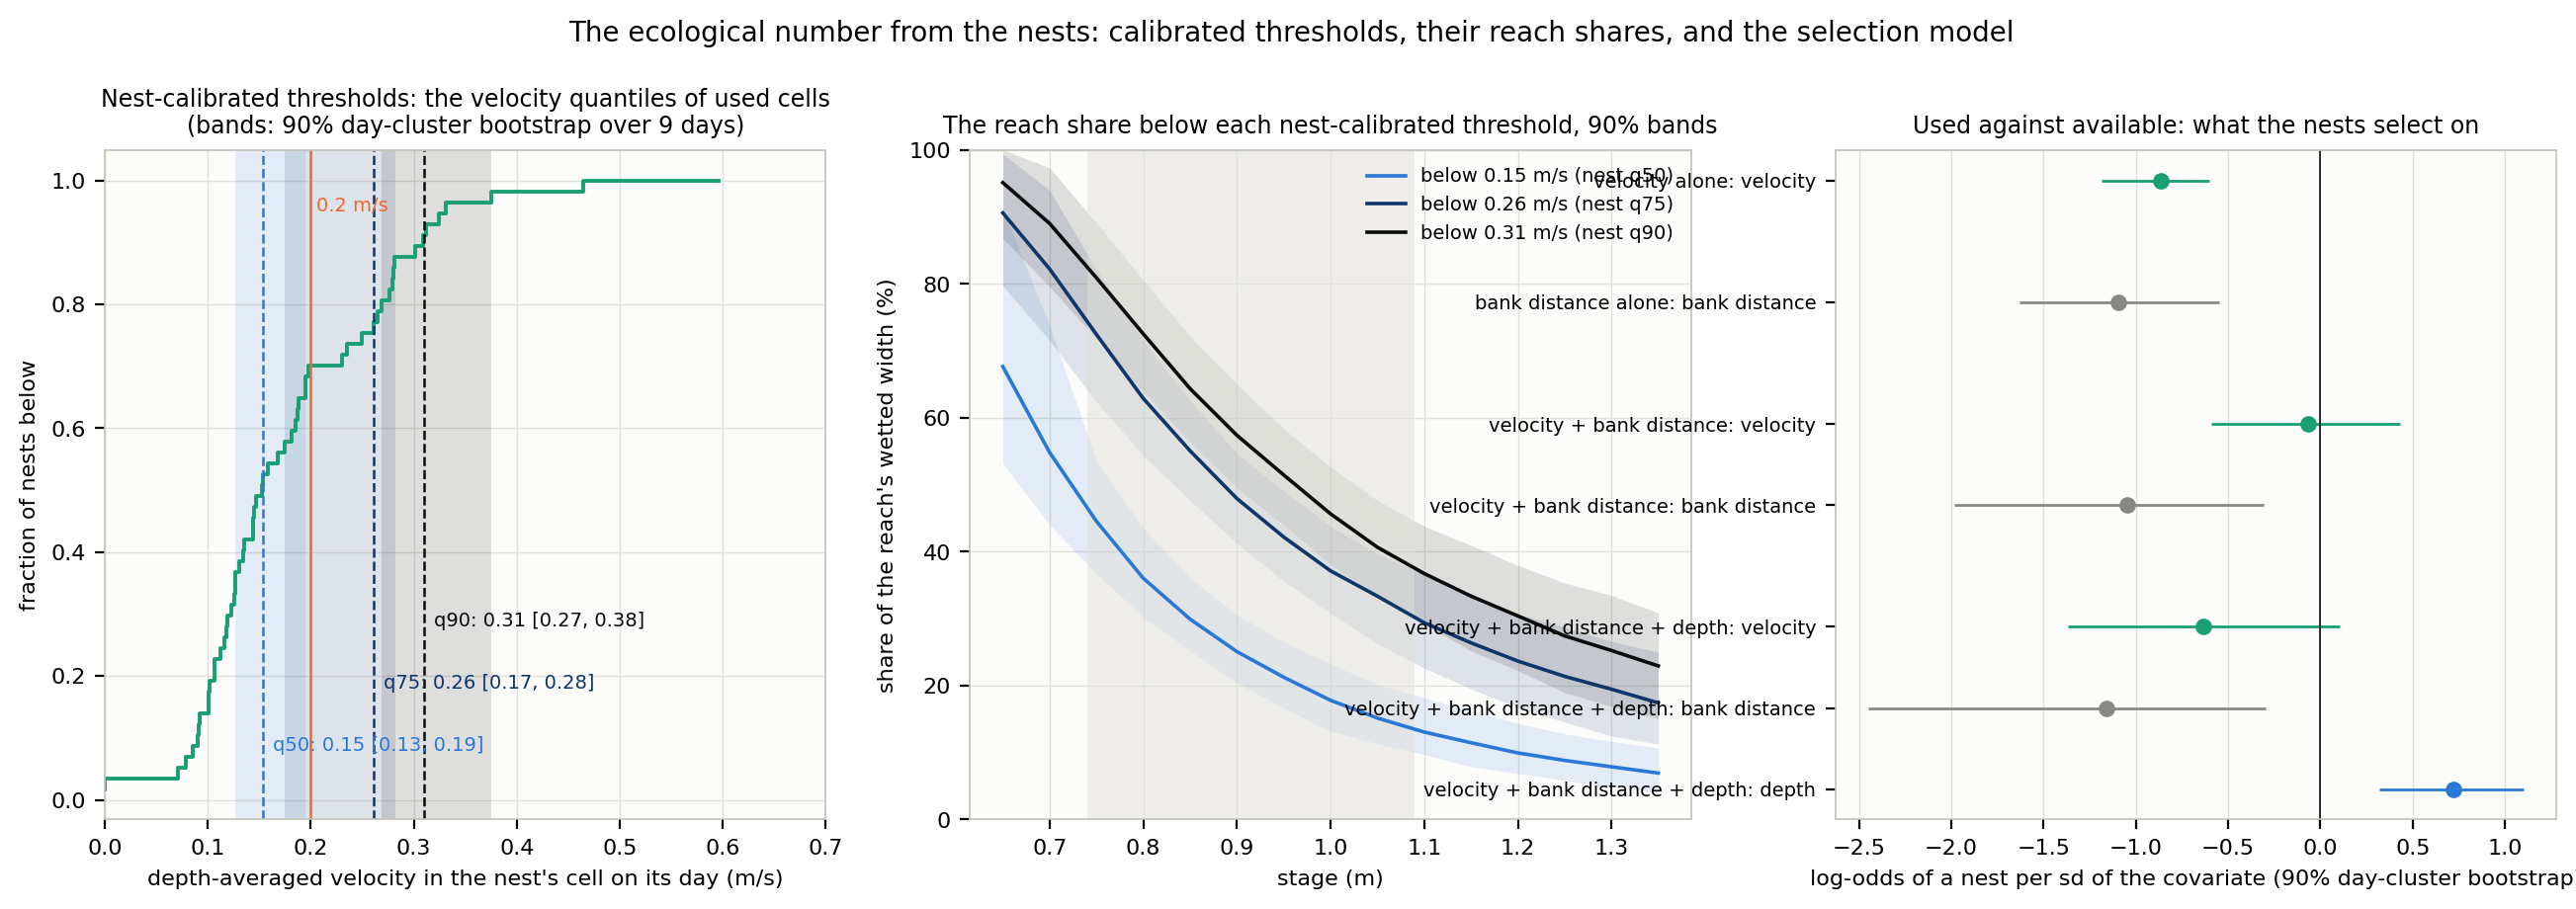 The ecological number from the nests: calibrated thresholds, their reach shares, and the selection model
Nest-calibrated thresholds: the velocity quantiles of used cells
(bands: 90% day-cluster bootstrap over 9 days)
1.0
0.8
0.6
0.4
0.2
0.0
fraction of nests below
0.2 m/s
q90: 0.31 [0.27, 0.38]
q75: 0.26 [0.17, 0.28]
q50: 0.15 [0.13, 0.19]
0.0 0.1 0.2 0.3 0.4 0.5 0.6 0.7
depth-averaged velocity in the nest's cell on its day (m/s)
The reach share below each nest-calibrated threshold, 90% bands
100
80
60
40
20
0
share of the reach's wetted width (%)
below 0.15 m/s (nest q50)
below 0.26 m/s (nest q75)
below 0.31 m/s (nest q90)
0.7 0.8 0.9 1.0 1.1 1.2 1.3
stage (m)
Used against available: what the nests select on
velocity alone: velocity
bank distance alone: bank distance
velocity + bank distance: velocity
velocity + bank distance: bank distance
velocity + bank distance + depth: velocity
velocity + bank distance + depth: bank distance
velocity + bank distance + depth: depth
−2.5 −2.0 −1.5 −1.0 −0.5 0.0 0.5 1.0
log-odds of a nest per sd of the covariate (90% day-cluster bootstrap